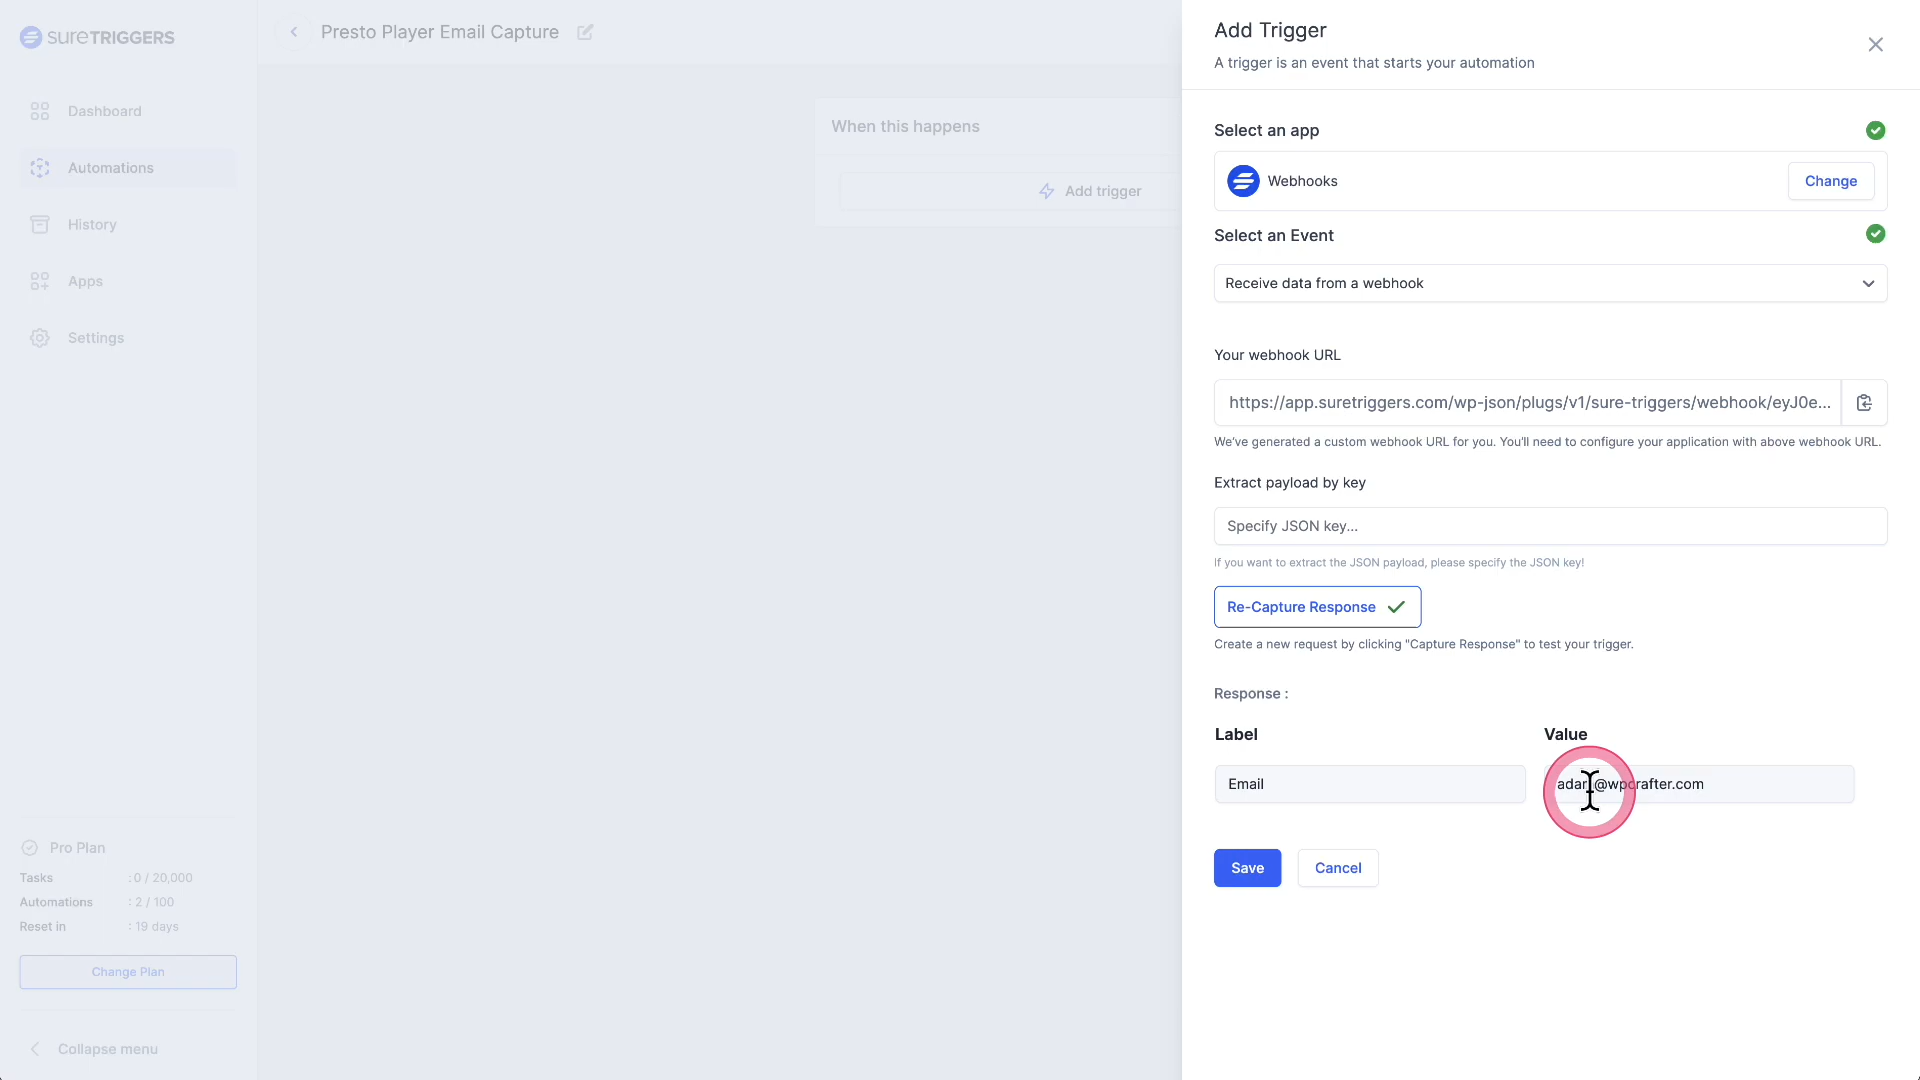 sureTRIGGERS
Dashboard
Automations
History
Apps
Settings
Pro Plan
Tasks : 0 / 20,000
Automations : 2 / 100
Reset in : 19 days
Change Plan
Collapse menu
Presto Player Email Capture
When this happens
Add trigger
Add Trigger
A trigger is an event that starts your automation
Select an app
Webhooks
Change
Select an Event
Receive data from a webhook
Your webhook URL
https://app.suretriggers.com/wp-json/plugs/v1/sure-triggers/webhook/eyJ0e...
We've generated a custom webhook URL for you. You'll need to configure your application with above webhook URL.
Extract payload by key
Specify JSON key...
If you want to extract the JSON payload, please specify the JSON key!
Re-Capture Response
Create a new request by clicking "Capture Response" to test your trigger.
Response :
Label Value
Email
Save
Cancel